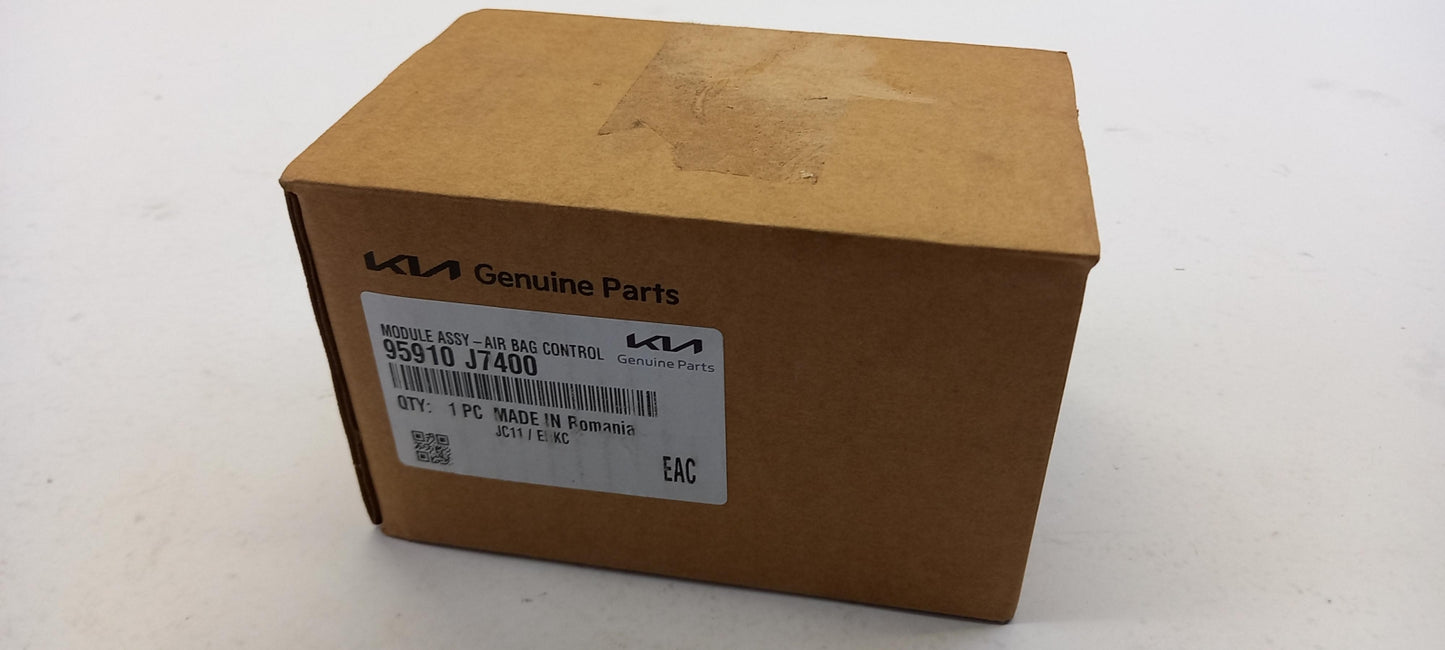 KIA Genuine Parts
MODULE ASSY-AIR BAG CONTROL
95910 J7400
KIA
Genuine Parts
QTY: 1 PC MADE IN Romania
JC11 /
EAC